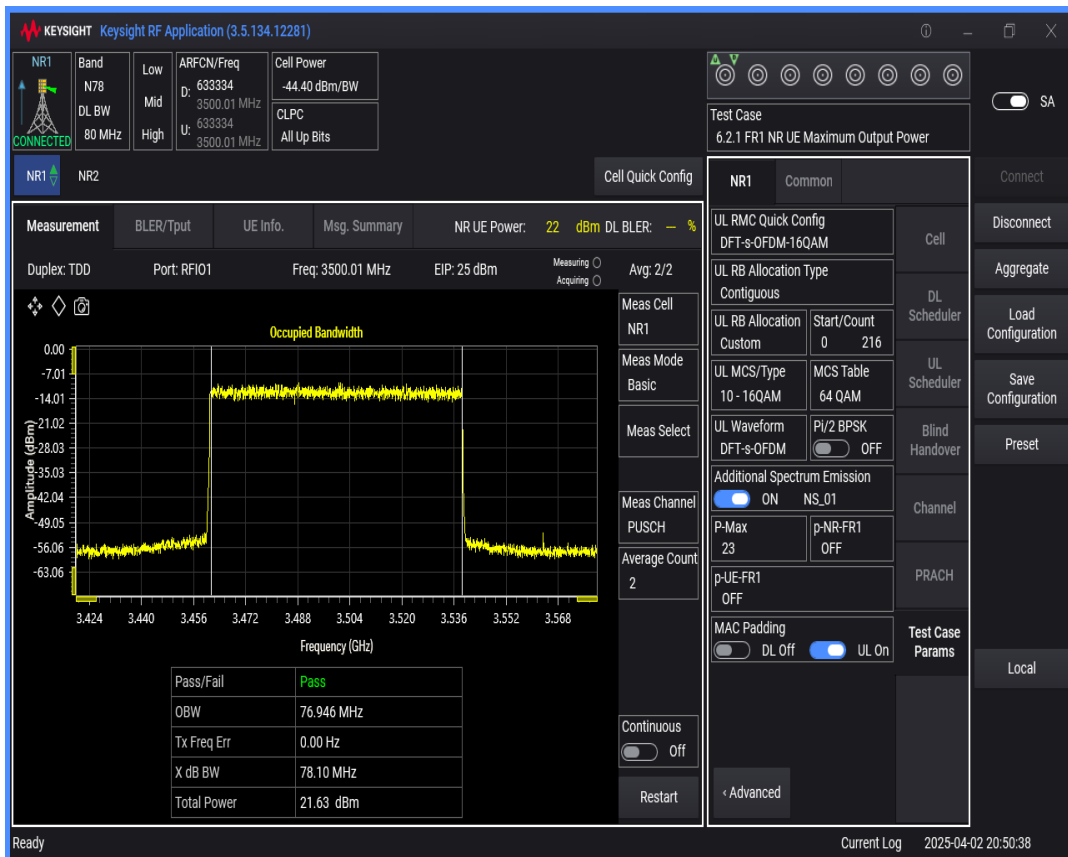 KEYSIGHT Keysight RF Application (3.5.134.12281)
NR1
CONNECTED
Band
N78
DL BW
80 MHz
Low
Mid
High
ARFCN/Freq
D: 633334
3500.01 MHz
U: 633334
3500.01 MHz
Cell Power
-44.40 dBm/BW
CLPC
All Up Bits
Test Case
6.2.1 FR1 NR UE Maximum Output Power
SA
NR1 NR2
Cell Quick Config
Measurement BLER/Tput UE Info. Msg. Summary NR UE Power: 22 dBm DL BLER: -- %
Duplex: TDD Port: RFIO1 Freq: 3500.01 MHz EIP: 25 dBm
Measuring
Acquiring
Avg: 2/2
Occupied Bandwidth
Amplitude (dBm)
0.00
-7.01
-14.01
-21.02
-28.03
-35.03
-42.04
-49.05
-56.06
-63.06
3.424 3.440 3.456 3.472 3.488 3.504 3.520 3.536 3.552 3.568
Frequency (GHz)
Pass/Fail Pass
OBW 76.946 MHz
Tx Freq Err 0.00 Hz
X dB BW 78.10 MHz
Total Power 21.63 dBm
Meas Cell
NR1
Meas Mode
Basic
Meas Select
Meas Channel
PUSCH
Average Count
2
Continuous
Off
Restart
NR1 Common
UL RMC Quick Config
DFT-s-OFDM-16QAM
UL RB Allocation Type
Contiguous
UL RB Allocation
Custom
Start/Count
0 216
UL MCS/Type
10 - 16QAM
MCS Table
64 QAM
UL Waveform
DFT-s-OFDM
Pi/2 BPSK
OFF
Additional Spectrum Emission
ON NS_01
P-Max
23
p-NR-FR1
OFF
p-UE-FR1
OFF
MAC Padding
DL Off UL On
‹ Advanced
Cell
DL
Scheduler
UL
Scheduler
Blind
Handover
Channel
PRACH
Test Case
Params
Connect
Disconnect
Aggregate
Load
Configuration
Save
Configuration
Preset
Local
Ready
Current Log 2025-04-02 20:50:38